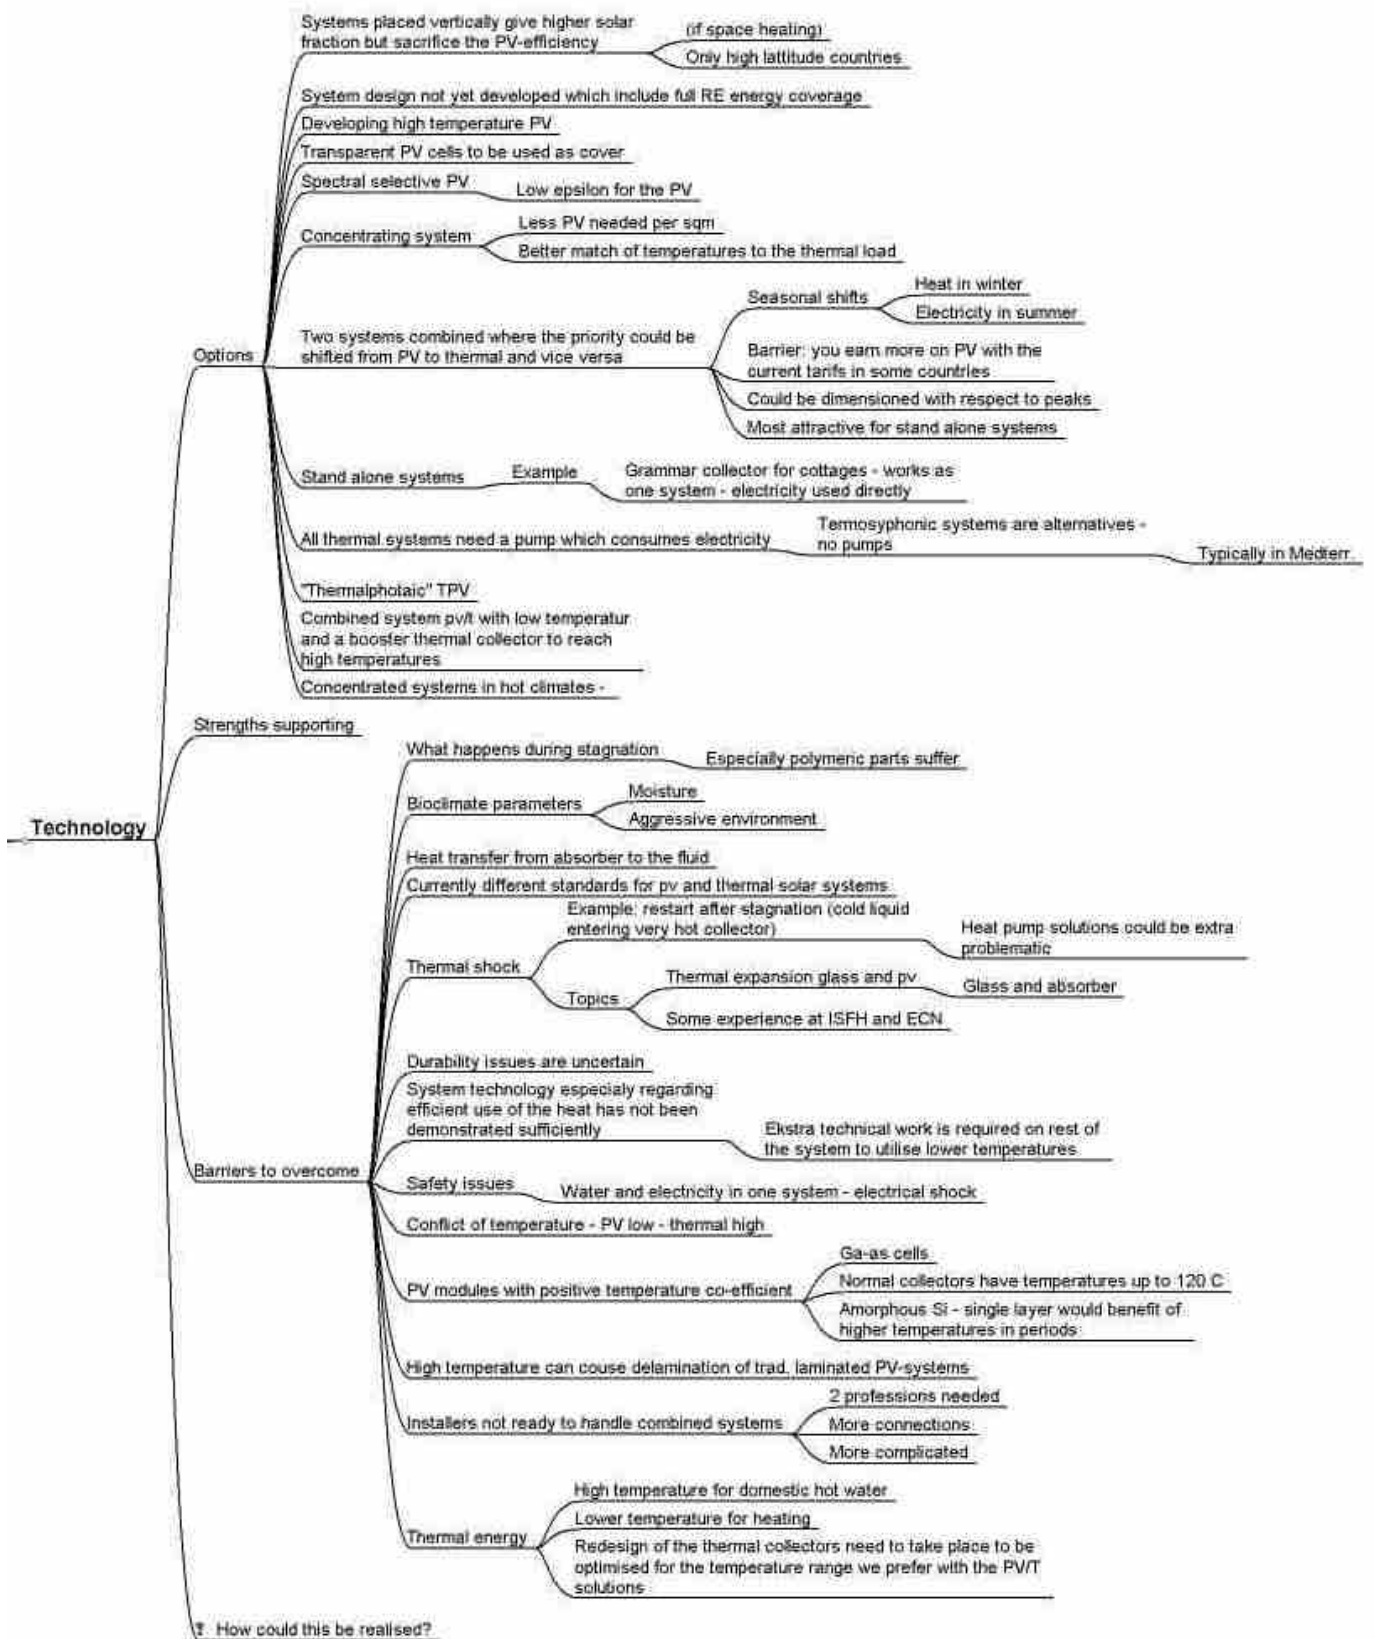 Systems placed vertically give higher solar
fraction but sacrifice the PV-efficiency
(if space heating)
Only high lattitude countries
System design not yet developed which include full RE energy coverage
Developing high temperature PV
Transparent PV cells to be used as cover
Spectral selective PV
Low epsilon for the PV
Concentrating system
Less PV needed per sqm
Better match of temperatures to the thermal load
Options
Two systems combined where the priority could be
shifted from PV to thermal and vice versa
Seasonal shifts
Heat in winter
Electricity in summer
Barrier: you earn more on PV with the
current tarifs in some countries
Could be dimensioned with respect to peaks
Most attractive for stand alone systems
Stand alone systems
Example
Grammar collector for cottages - works as
one system - electricity used directly
All thermal systems need a pump which consumes electricity
Termosyphonic systems are alternatives -
no pumps
Typically in Mediterr.
"Thermalphotaic" TPV
Combined system pv/t with low temperatur
and a booster thermal collector to reach
high temperatures
Concentrated systems in hot climates -
Strengths supporting
Technology
What happens during stagnation
Especially polymeric parts suffer
Bioclimate parameters
Moisture
Aggressive environment
Heat transfer from absorber to the fluid
Currently different standards for pv and thermal solar systems
Thermal shock
Example: restart after stagnation (cold liquid
entering very hot collector)
Heat pump solutions could be extra
problematic
Topics
Thermal expansion glass and pv
Glass and absorber
Some experience at ISFH and ECN
Durability issues are uncertain
System technology especialy regarding
efficient use of the heat has not been
demonstrated sufficiently
Ekstra technical work is required on rest of
the system to utilise lower temperatures
Barriers to overcome
Safety issues
Water and electricity in one system - electrical shock
Conflict of temperature - PV low - thermal high
PV modules with positive temperature co-efficient
Ga-as cells
Normal collectors have temperatures up to 120 C
Amorphous Si - single layer would benefit of
higher temperatures in periods
High temperature can couse delamination of trad. laminated PV-systems
Installers not ready to handle combined systems
2 professions needed
More connections
More complicated
Thermal energy
High temperature for domestic hot water
Lower temperature for heating
Redesign of the thermal collectors need to take place to be
optimised for the temperature range we prefer with the PV/T
solutions
? How could this be realised?